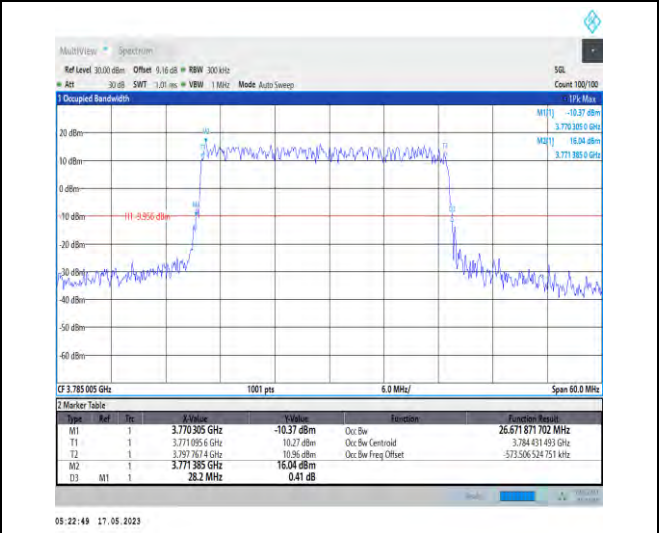 MultiView Spectrum
Ref Level 30.00 dBm Offset 9.16 dB RBW 300 kHz SGL
Att 30 dB SWT 1.01 ms VBW 1 MHz Mode Auto Sweep Count 100/100
1 Occupied Bandwidth 1Pk Max
M1[1] -10.37 dBm
3.770 305 0 GHz
M2[1] 16.04 dBm
3.771 385 0 GHz
20 dBm
10 dBm
0 dBm
-10 dBm H1 -9.956 dBm
-20 dBm
-30 dBm
-40 dBm
-50 dBm
-60 dBm
CF 3.785 005 GHz 1001 pts 6.0 MHz/ Span 60.0 MHz
2 Marker Table
Type Ref Trc X-Value Y-Value Function Function Result
M1 1 3.770 305 GHz -10.37 dBm Occ Bw 26.671 871 702 MHz
T1 1 3.771 095 6 GHz 10.27 dBm Occ Bw Centroid 3.784 431 493 GHz
T2 1 3.797 767 4 GHz 10.96 dBm Occ Bw Freq Offset -573.506 524 751 kHz
M2 1 3.771 385 GHz 16.04 dBm
D3 M1 1 28.2 MHz 0.41 dB
05:22:49 17.05.2023